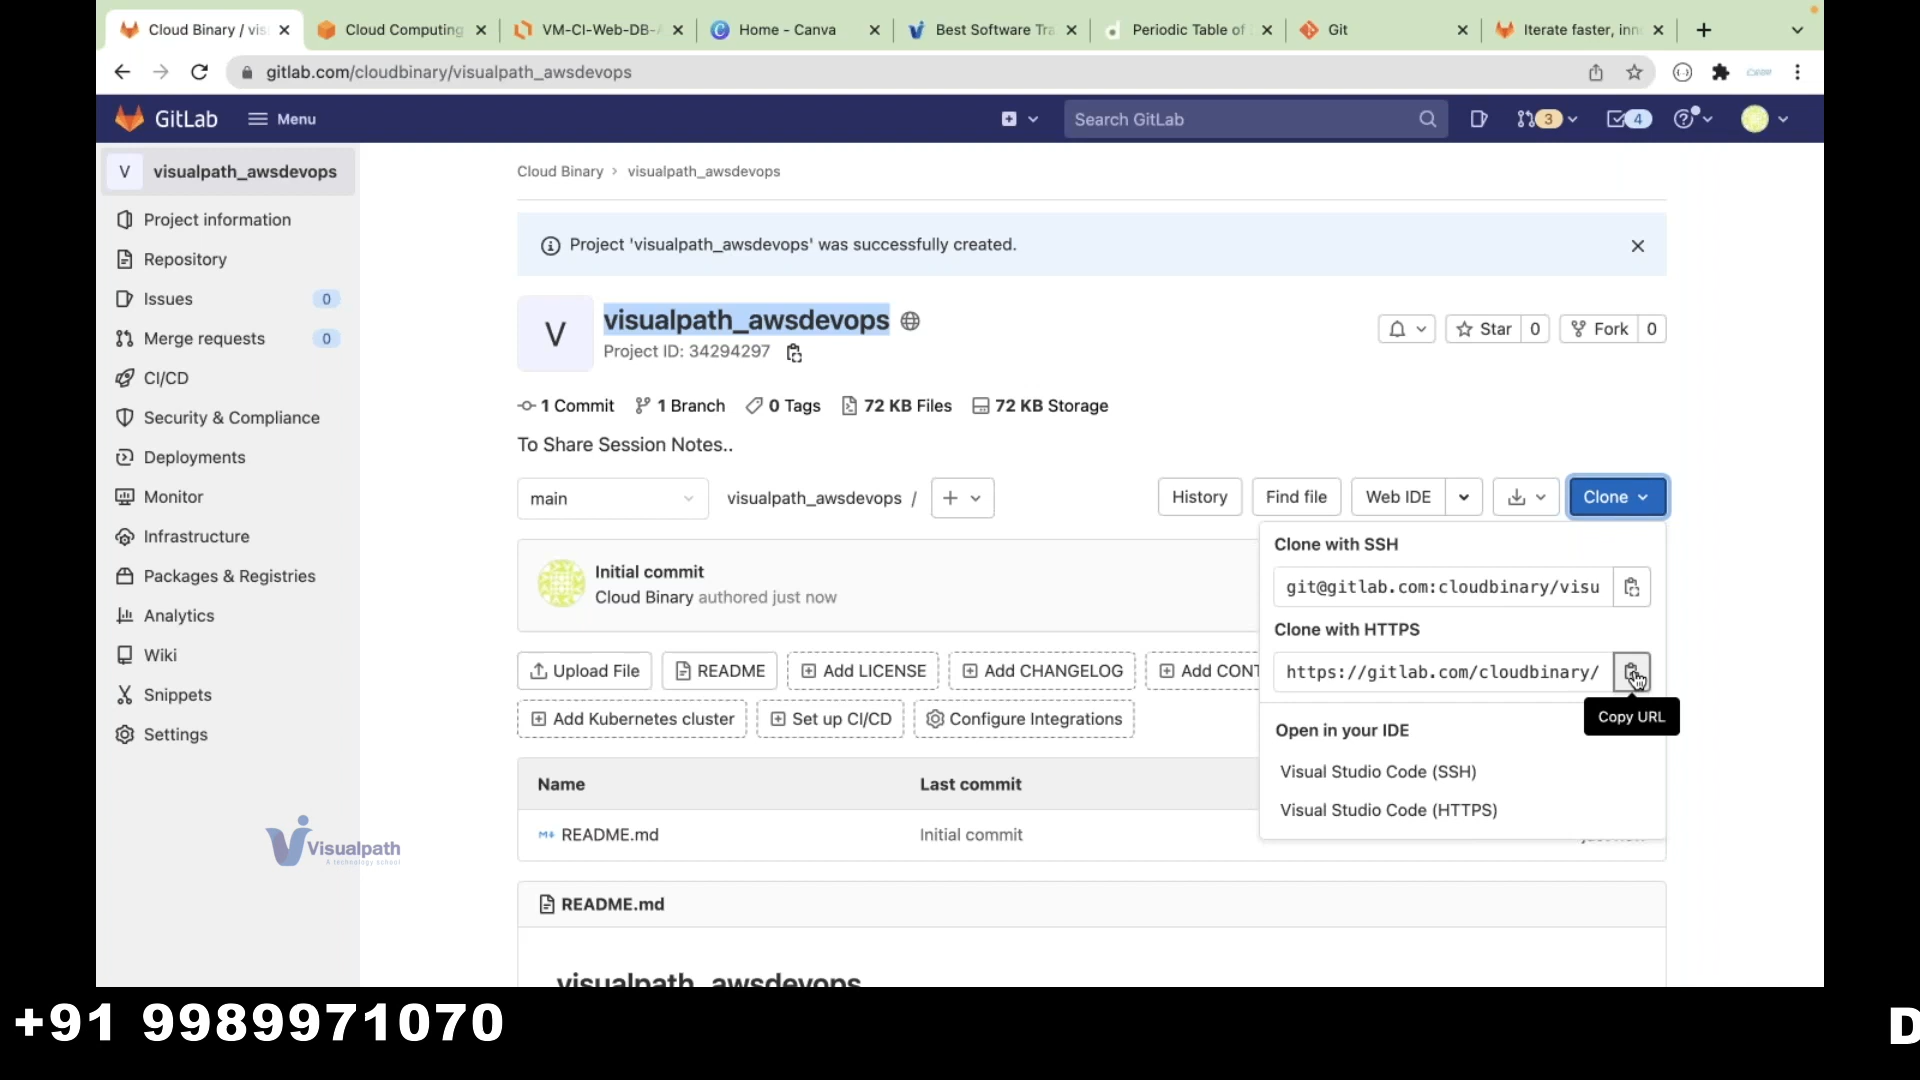 Cloud Binary / vis
Cloud Computing
VM-CI-Web-DB-
Home - Canva
Best Software Tra
Periodic Table of
Git
Iterate faster, inn
gitlab.com/cloudbinary/visualpath_awsdevops
GitLab
Menu
Search GitLab
3
4
V visualpath_awsdevops
Project information
Repository
Issues 0
Merge requests 0
CI/CD
Security & Compliance
Deployments
Monitor
Infrastructure
Packages & Registries
Analytics
Wiki
Snippets
Settings
Visualpath
A technology school
Cloud Binary > visualpath_awsdevops
Project 'visualpath_awsdevops' was successfully created.
V
visualpath_awsdevops
Project ID: 34294297
Star 0
Fork 0
1 Commit 1 Branch 0 Tags 72 KB Files 72 KB Storage
To Share Session Notes..
main
visualpath_awsdevops /
History
Find file
Web IDE
Clone
Initial commit
Cloud Binary authored just now
Clone with SSH
git@gitlab.com:cloudbinary/visu
Clone with HTTPS
https://gitlab.com/cloudbinary/
Copy URL
Open in your IDE
Visual Studio Code (SSH)
Visual Studio Code (HTTPS)
Upload File
README
Add LICENSE
Add CHANGELOG
Add CONT
Add Kubernetes cluster
Set up CI/CD
Configure Integrations
Name Last commit
README.md Initial commit
README.md
visualpath_awsdevops
+91 9989971070
D